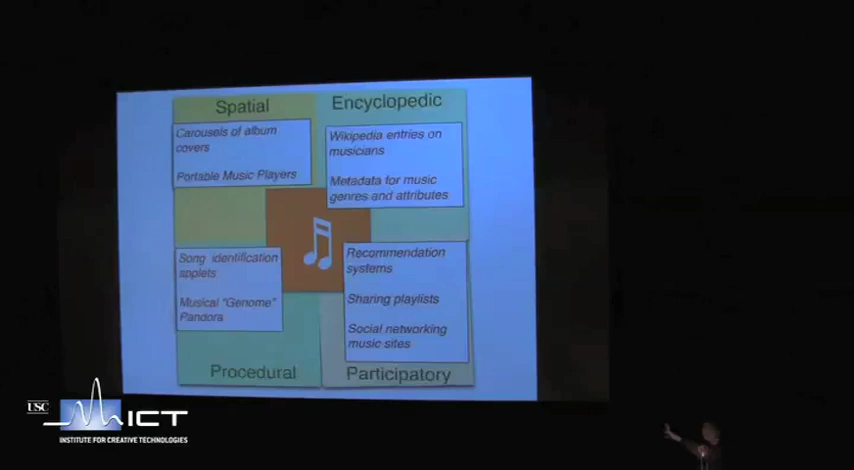 Spatial
Encyclopedic
Carousels of album
covers
Portable Music Players
Wikipedia entries on
musicians
Metadata for music
genres and attributes
Song identification
applets
Musical "Genome"
Pandora
Recommendation
systems
Sharing playlists
Social networking
music sites
Procedural
Participatory
USC
ICT
INSTITUTE FOR CREATIVE TECHNOLOGIES